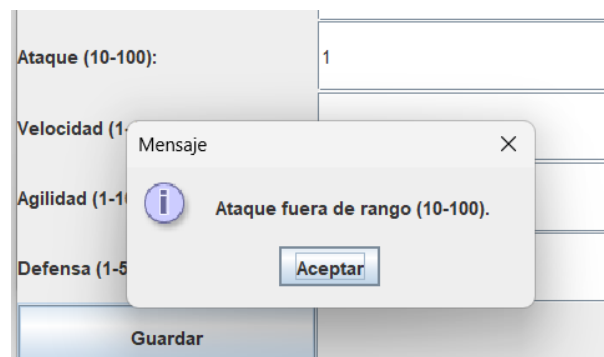 Ataque (10-100):
1
Velocidad (1-
Mensaje
Agilidad (1-10
Ataque fuera de rango (10-100).
Defensa (1-5
Aceptar
Guardar